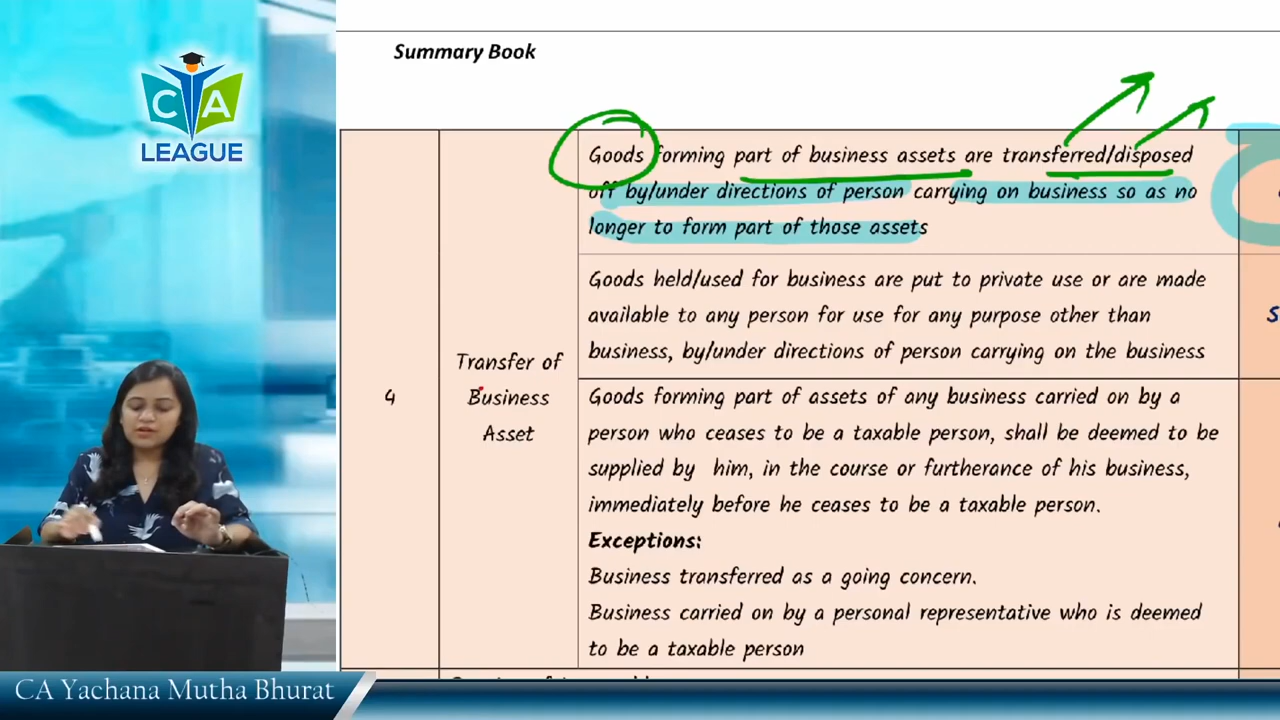 Summary Book
CA
LEAGUE
Goods forming part of business assets are transferred/disposed
off by/under directions of person carrying on business so as no
longer to form part of those assets
Goods held/used for business are put to private use or are made
available to any person for use for any purpose other than
business, by/under directions of person carrying on the business
4
Transfer of
Business
Asset
Goods forming part of assets of any business carried on by a
person who ceases to be a taxable person, shall be deemed to be
supplied by him, in the course or furtherance of his business,
immediately before he ceases to be a taxable person.
Exceptions:
Business transferred as a going concern.
Business carried on by a personal representative who is deemed
to be a taxable person
CA Yachana Mutha Bhurat